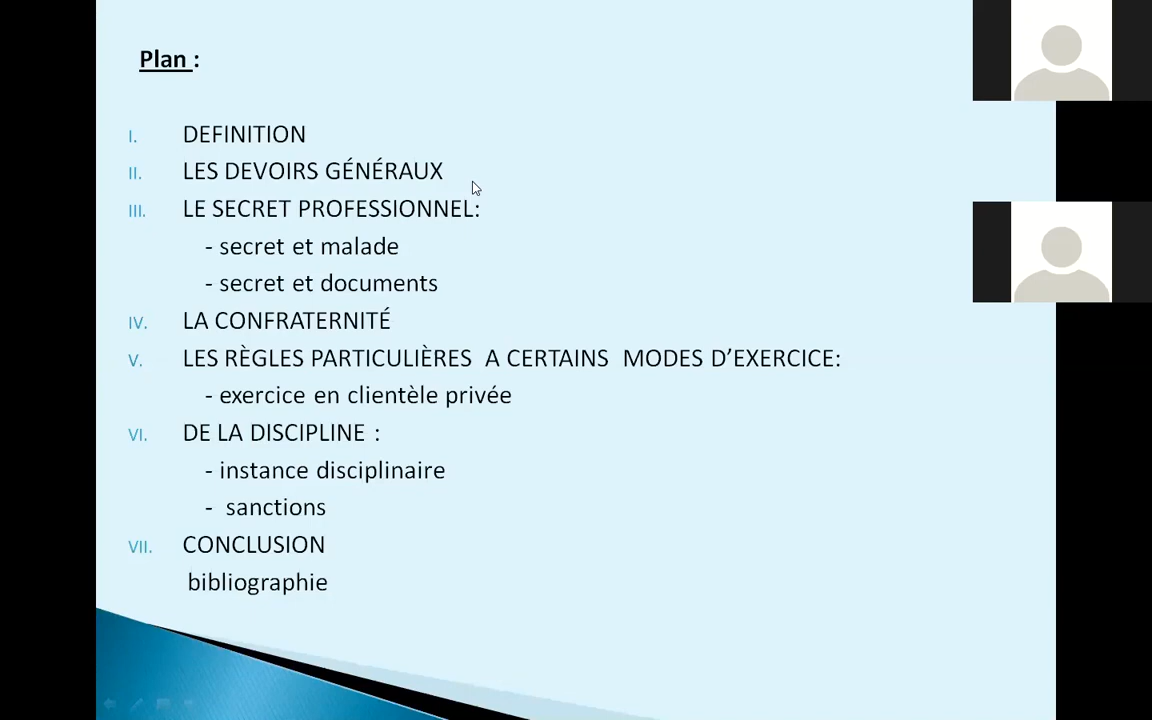 Plan :
I. DEFINITION
II. LES DEVOIRS GÉNÉRAUX
III. LE SECRET PROFESSIONNEL:
- secret et malade
- secret et documents
IV. LA CONFRATERNITÉ
V. LES RÈGLES PARTICULIÈRES A CERTAINS MODES D’EXERCICE:
- exercice en clientèle privée
VI. DE LA DISCIPLINE :
- instance disciplinaire
- sanctions
VII. CONCLUSION
bibliographie